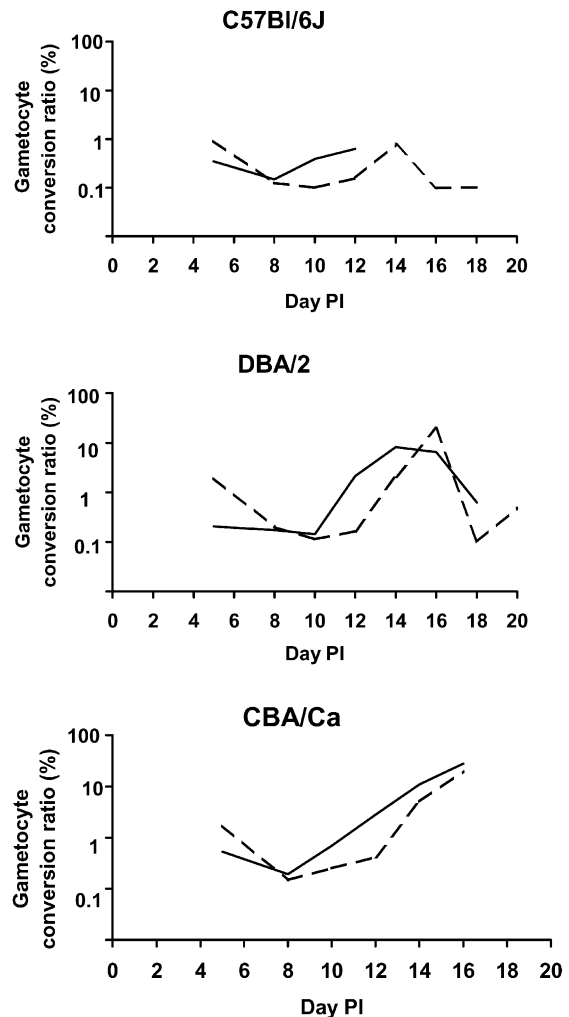 C57Bl/6J
Gametocyte
conversion ratio (%)
100
10
1
0.1
0 2 4 6 8 10 12 14 16 18 20
Day PI
DBA/2
Gametocyte
conversion ratio (%)
100
10
1
0.1
0 2 4 6 8 10 12 14 16 18 20
Day PI
CBA/Ca
Gametocyte
conversion ratio (%)
100
10
1
0.1
0 2 4 6 8 10 12 14 16 18 20
Day PI